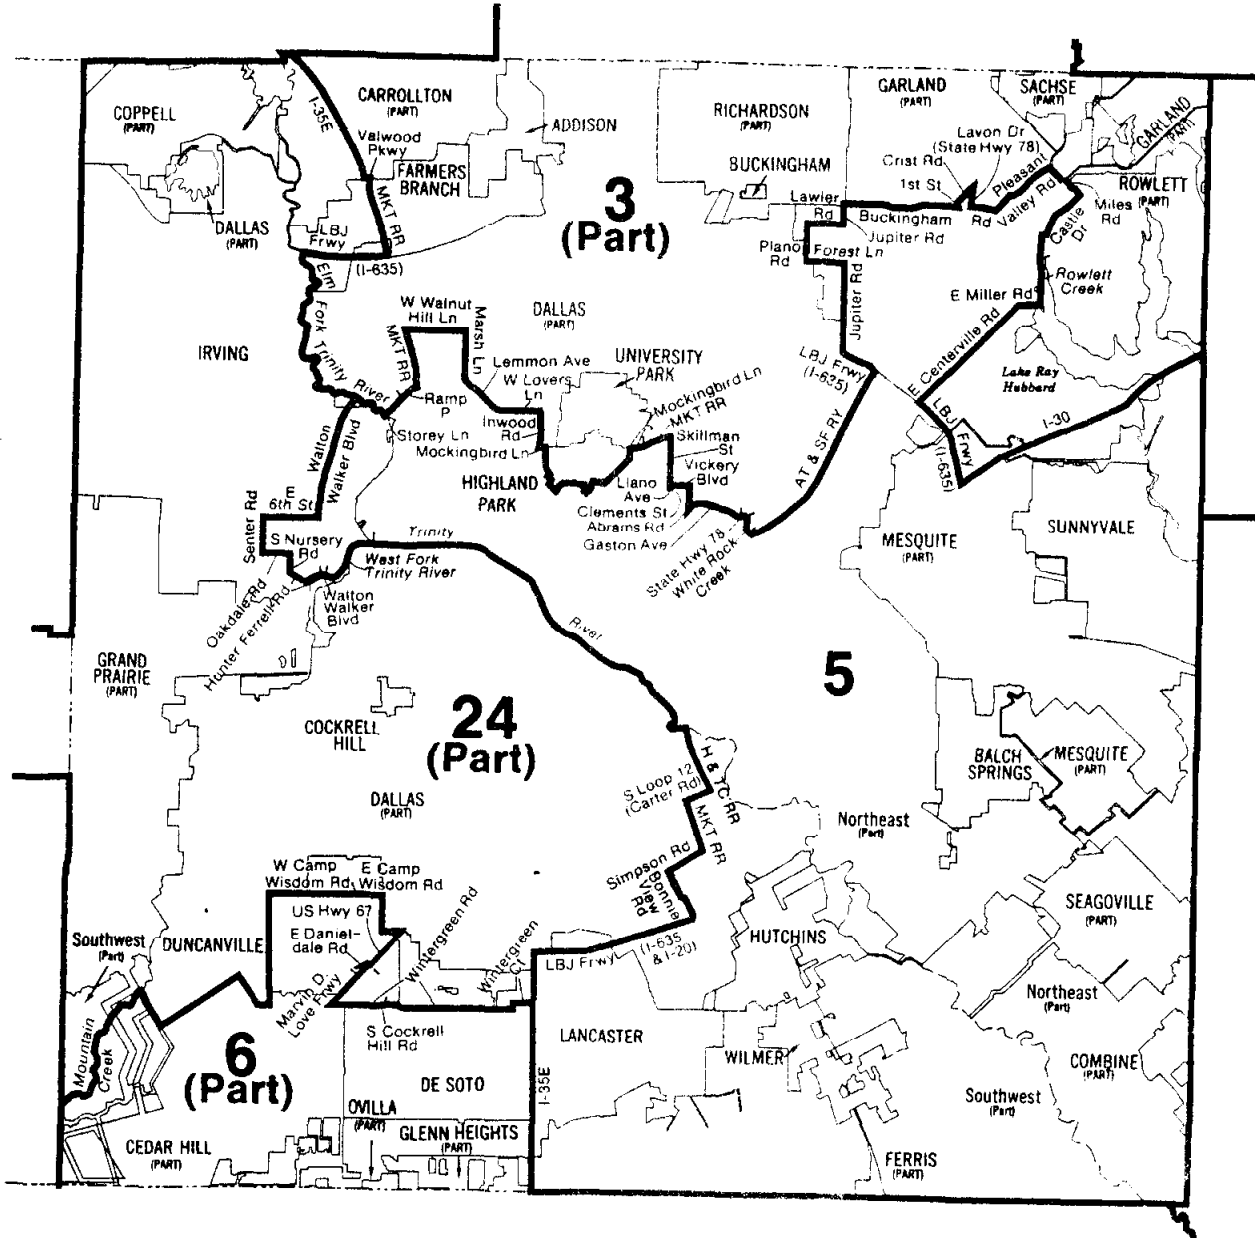 COPPELL
(PART)
I-35E
CARROLLTON
(PART)
ADDISON
Valwood
Pkwy
FARMERS
BRANCH
MKT RR
DALLAS
(PART)
LBJ
Frwy
(I-635)
3
(Part)
RICHARDSON
(PART)
BUCKINGHAM
GARLAND
(PART)
SACHSE
(PART)
GARLAND
(PART)
Lavon Dr
(State Hwy 78)
Crist Rd
1st St
Pleasant
Valley Rd
ROWLETT
(PART)
Miles
Rd
Castle
Dr
Lawler
Rd
Buckingham
Rd
Jupiter Rd
Plano
Rd
Forest Ln
Jupiter Rd
E Miller Rd
Rowlett
Creek
E Centerville Rd
Lake Ray
Hubbard
I-30
LBJ Frwy
(I-635)
LBJ Frwy
(I-635)
AT & SF RY
Elm
Fork
Trinity
River
IRVING
W Walnut
Hill Ln
MKT RR
Marsh Ln
DALLAS
(PART)
Lemmon Ave
W Lovers
Ln
UNIVERSITY
PARK
Ramp
P
Inwood
Rd
Storey Ln
Mockingbird Ln
Mockingbird Ln
MKT RR
Skillman
St
Vickery
Blvd
Llano
Ave
Clements St
Abrams Rd
Gaston Ave
State Hwy 78
White Rock
Creek
HIGHLAND
PARK
Walton
Walker Blvd
E
6th St
Senter Rd
S Nursery
Rd
Oakdale Rd
Hunter Ferrell Rd
Walton
Walker
Blvd
West Fork
Trinity River
Trinity
River
MESQUITE
(PART)
SUNNYVALE
GRAND
PRAIRIE
(PART)
5
24
(Part)
COCKRELL
HILL
DALLAS
(PART)
H & TC RR
S Loop 12
(Carter Rd)
MKT RR
Simpson Rd
Bonnie
View
Rd
BALCH
SPRINGS
MESQUITE
(PART)
Northeast
(Part)
SEAGOVILLE
(PART)
W Camp
Wisdom Rd
E Camp
Wisdom Rd
US Hwy 67
E Daniel-
dale Rd
Marvin D
Love Frwy
Wintergreen Rd
Wintergreen
Ct
LBJ Frwy
(I-635
& I-20)
Southwest
(Part)
DUNCANVILLE
HUTCHINS
Northeast
(Part)
Mountain
Creek
6
(Part)
S Cockrell
Hill Rd
LANCASTER
WILMER
COMBINE
(PART)
DE SOTO
I-35E
Southwest
(Part)
OVILLA
(PART)
GLENN HEIGHTS
(PART)
CEDAR HILL
(PART)
FERRIS
(PART)